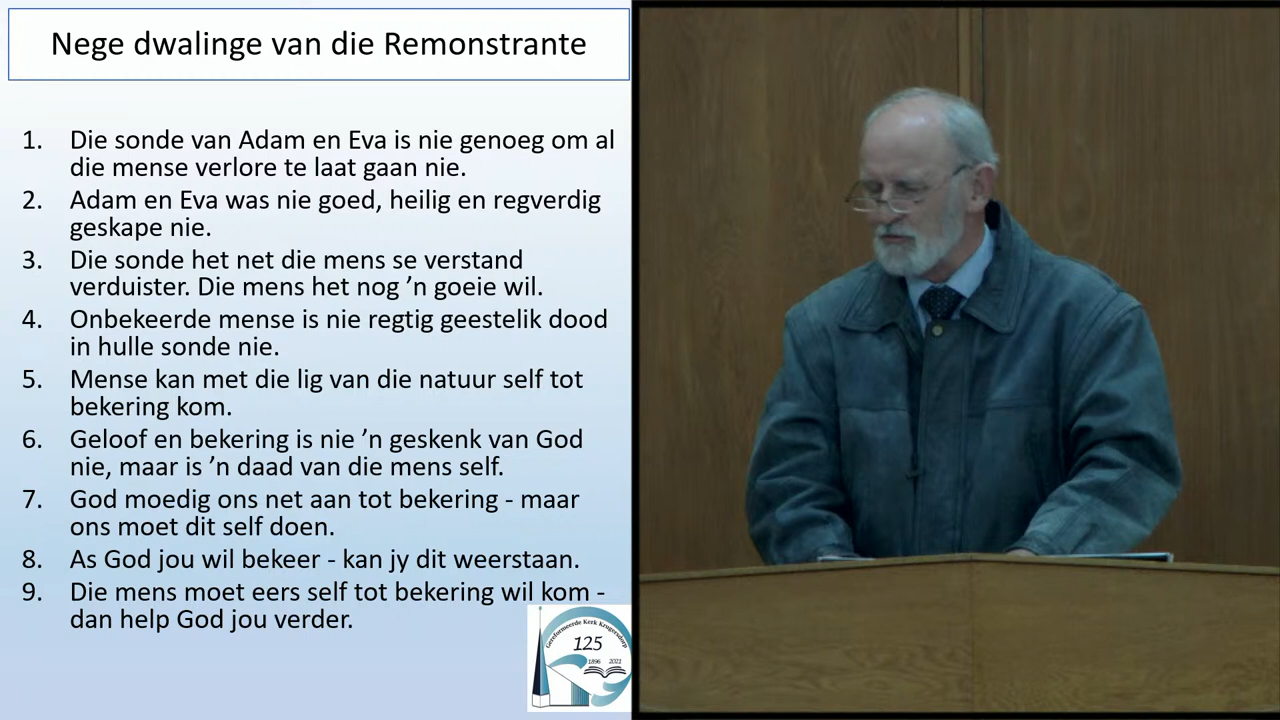 Nege dwalinge van die Remonstrante
1. Die sonde van Adam en Eva is nie genoeg om al
die mense verlore te laat gaan nie.
2. Adam en Eva was nie goed, heilig en regverdig
geskape nie.
3. Die sonde het net die mens se verstand
verduister. Die mens het nog ’n goeie wil.
4. Onbekeerde mense is nie regtig geestelik dood
in hulle sonde nie.
5. Mense kan met die lig van die natuur self tot
bekering kom.
6. Geloof en bekering is nie ’n geskenk van God
nie, maar is ’n daad van die mens self.
7. God moedig ons net aan tot bekering - maar
ons moet dit self doen.
8. As God jou wil bekeer - kan jy dit weerstaan.
9. Die mens moet eers self tot bekering wil kom -
dan help God jou verder.
Gereformeerde Kerk Krugersdorp
125
1896 2021